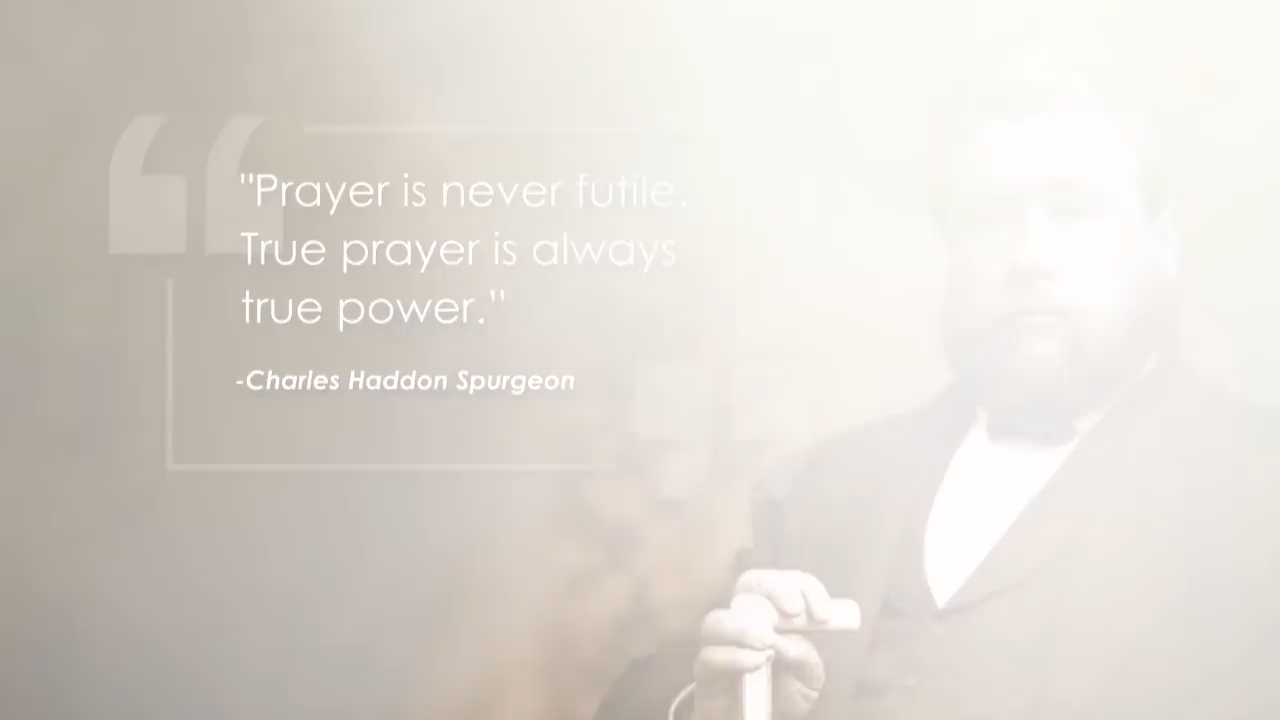 "Prayer is never futile.
True prayer is always
true power."
-Charles Haddon Spurgeon